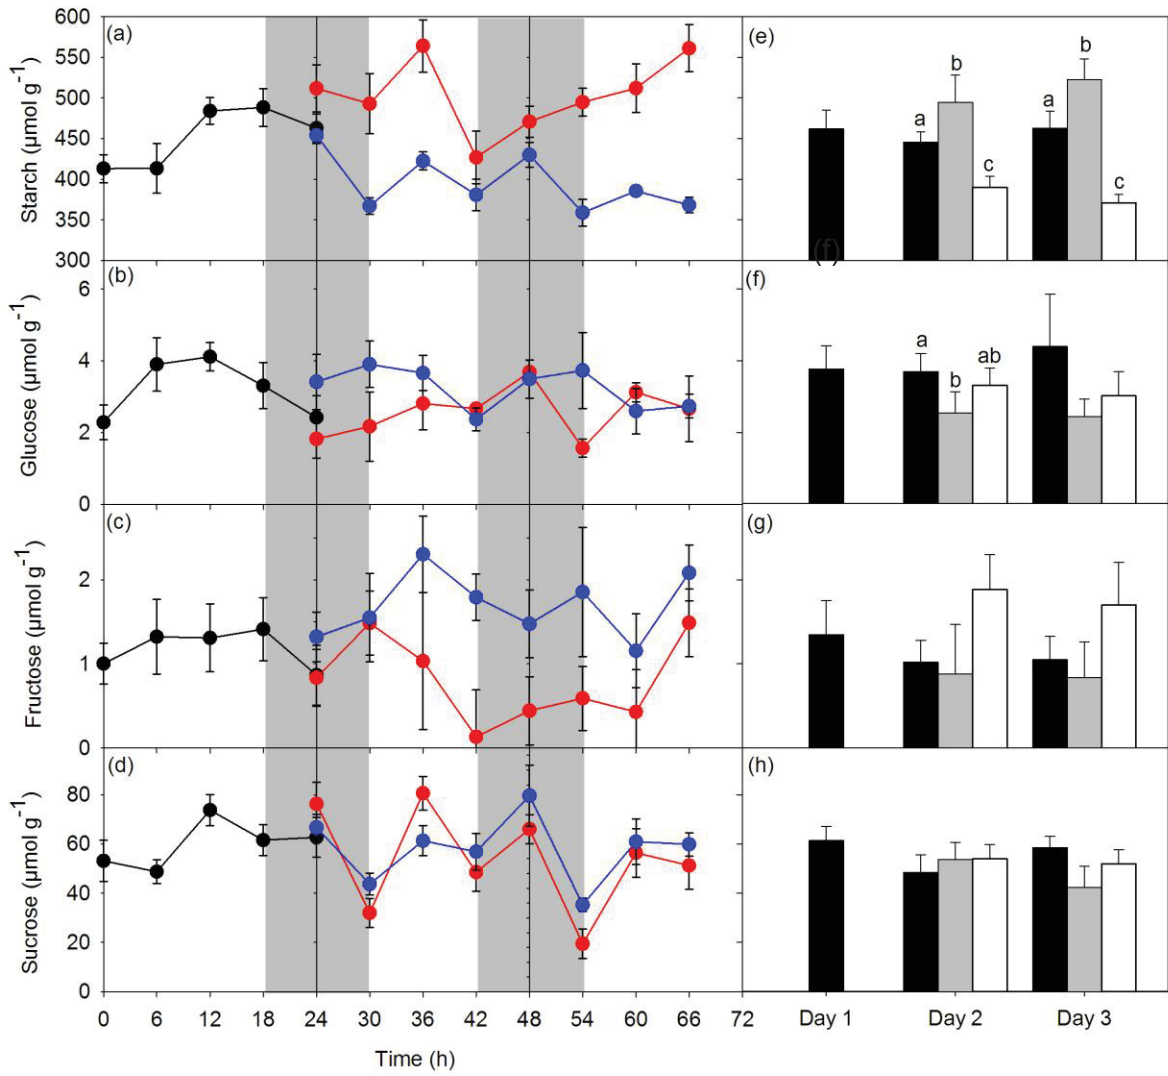 (a)
600
550
500
450
400
350
300
Starch (µmol g⁻¹)
(e)
a
b
c
a
b
c
(f)
(b)
6
4
2
0
Glucose (µmol g⁻¹)
(f)
a
b
ab
(c)
2
1
0
Fructose (µmol g⁻¹)
(g)
(d)
80
60
40
20
0
Sucrose (µmol g⁻¹)
(h)
0 6 12 18 24 30 36 42 48 54 60 66 72
Time (h)
Day 1 Day 2 Day 3